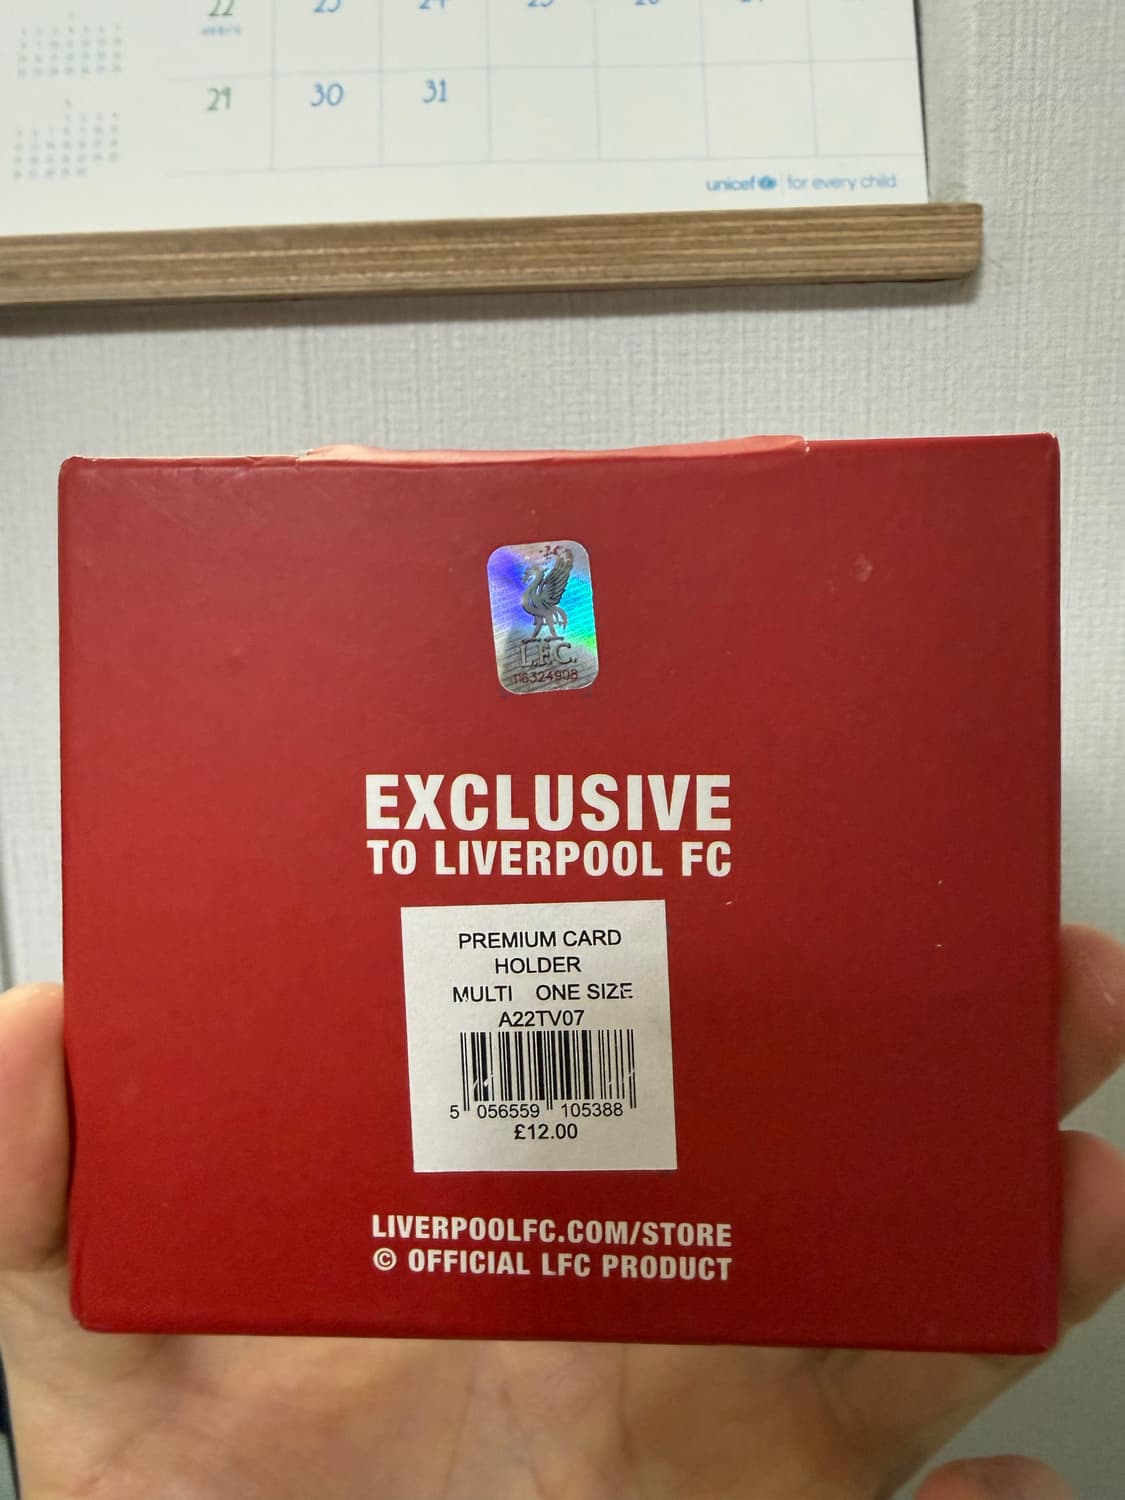 22
29
30
31
unicef for every child
L.F.C.
116324908
EXCLUSIVE
TO LIVERPOOL FC
PREMIUM CARD
HOLDER
MULTI ONE SIZE
A22TV07
5 056559 105388
£12.00
LIVERPOOLFC.COM/STORE
© OFFICIAL LFC PRODUCT